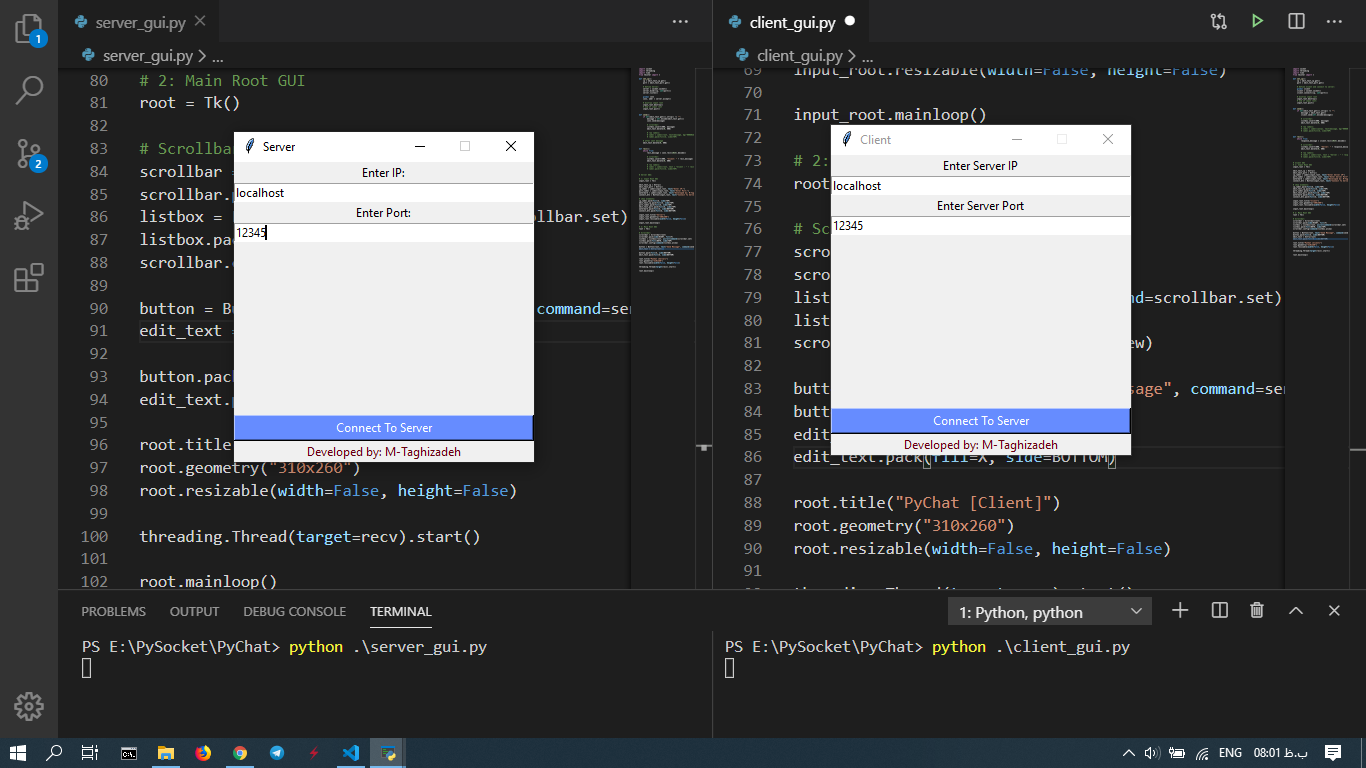 server_gui.py
server_gui.py > ...
80 # 2: Main Root GUI
81 root = Tk()
82
83 # Scrollba
84 scrollbar =
85 scrollbar.
86 listbox = llbar.set)
87 listbox.pa
88 scrollbar.
89
90 button = B command=ser
91 edit_text =
92
93 button.pac
94 edit_text.
95
96 root.title
97 root.geometry("310x260")
98 root.resizable(width=False, height=False)
99
100 threading.Thread(target=recv).start()
101
102 root.mainloop()
Server
Enter IP:
localhost
Enter Port:
12345
Connect To Server
Developed by: M-Taghizadeh
client_gui.py
client_gui.py > ...
69 input_root.resizable(width=False, height=False)
70
71 input_root.mainloop()
72
73 # 2:
74 root
75
76 # Sc
77 scro
78 scro
79 list nd=scrollbar.set)
80 list
81 scro ew)
82
83 butt sage", command=ser
84 butt
85 edit
86 edit_text.pack(fill=X, side=BOTTOM)
87
88 root.title("PyChat [Client]")
89 root.geometry("310x260")
90 root.resizable(width=False, height=False)
91
Client
Enter Server IP
localhost
Enter Server Port
12345
Connect To Server
Developed by: M-Taghizadeh
1
2
PROBLEMS OUTPUT DEBUG CONSOLE TERMINAL
1: Python, python
PS E:\PySocket\PyChat> python .\server_gui.py
PS E:\PySocket\PyChat> python .\client_gui.py
ENG 08:01 ب.ظ